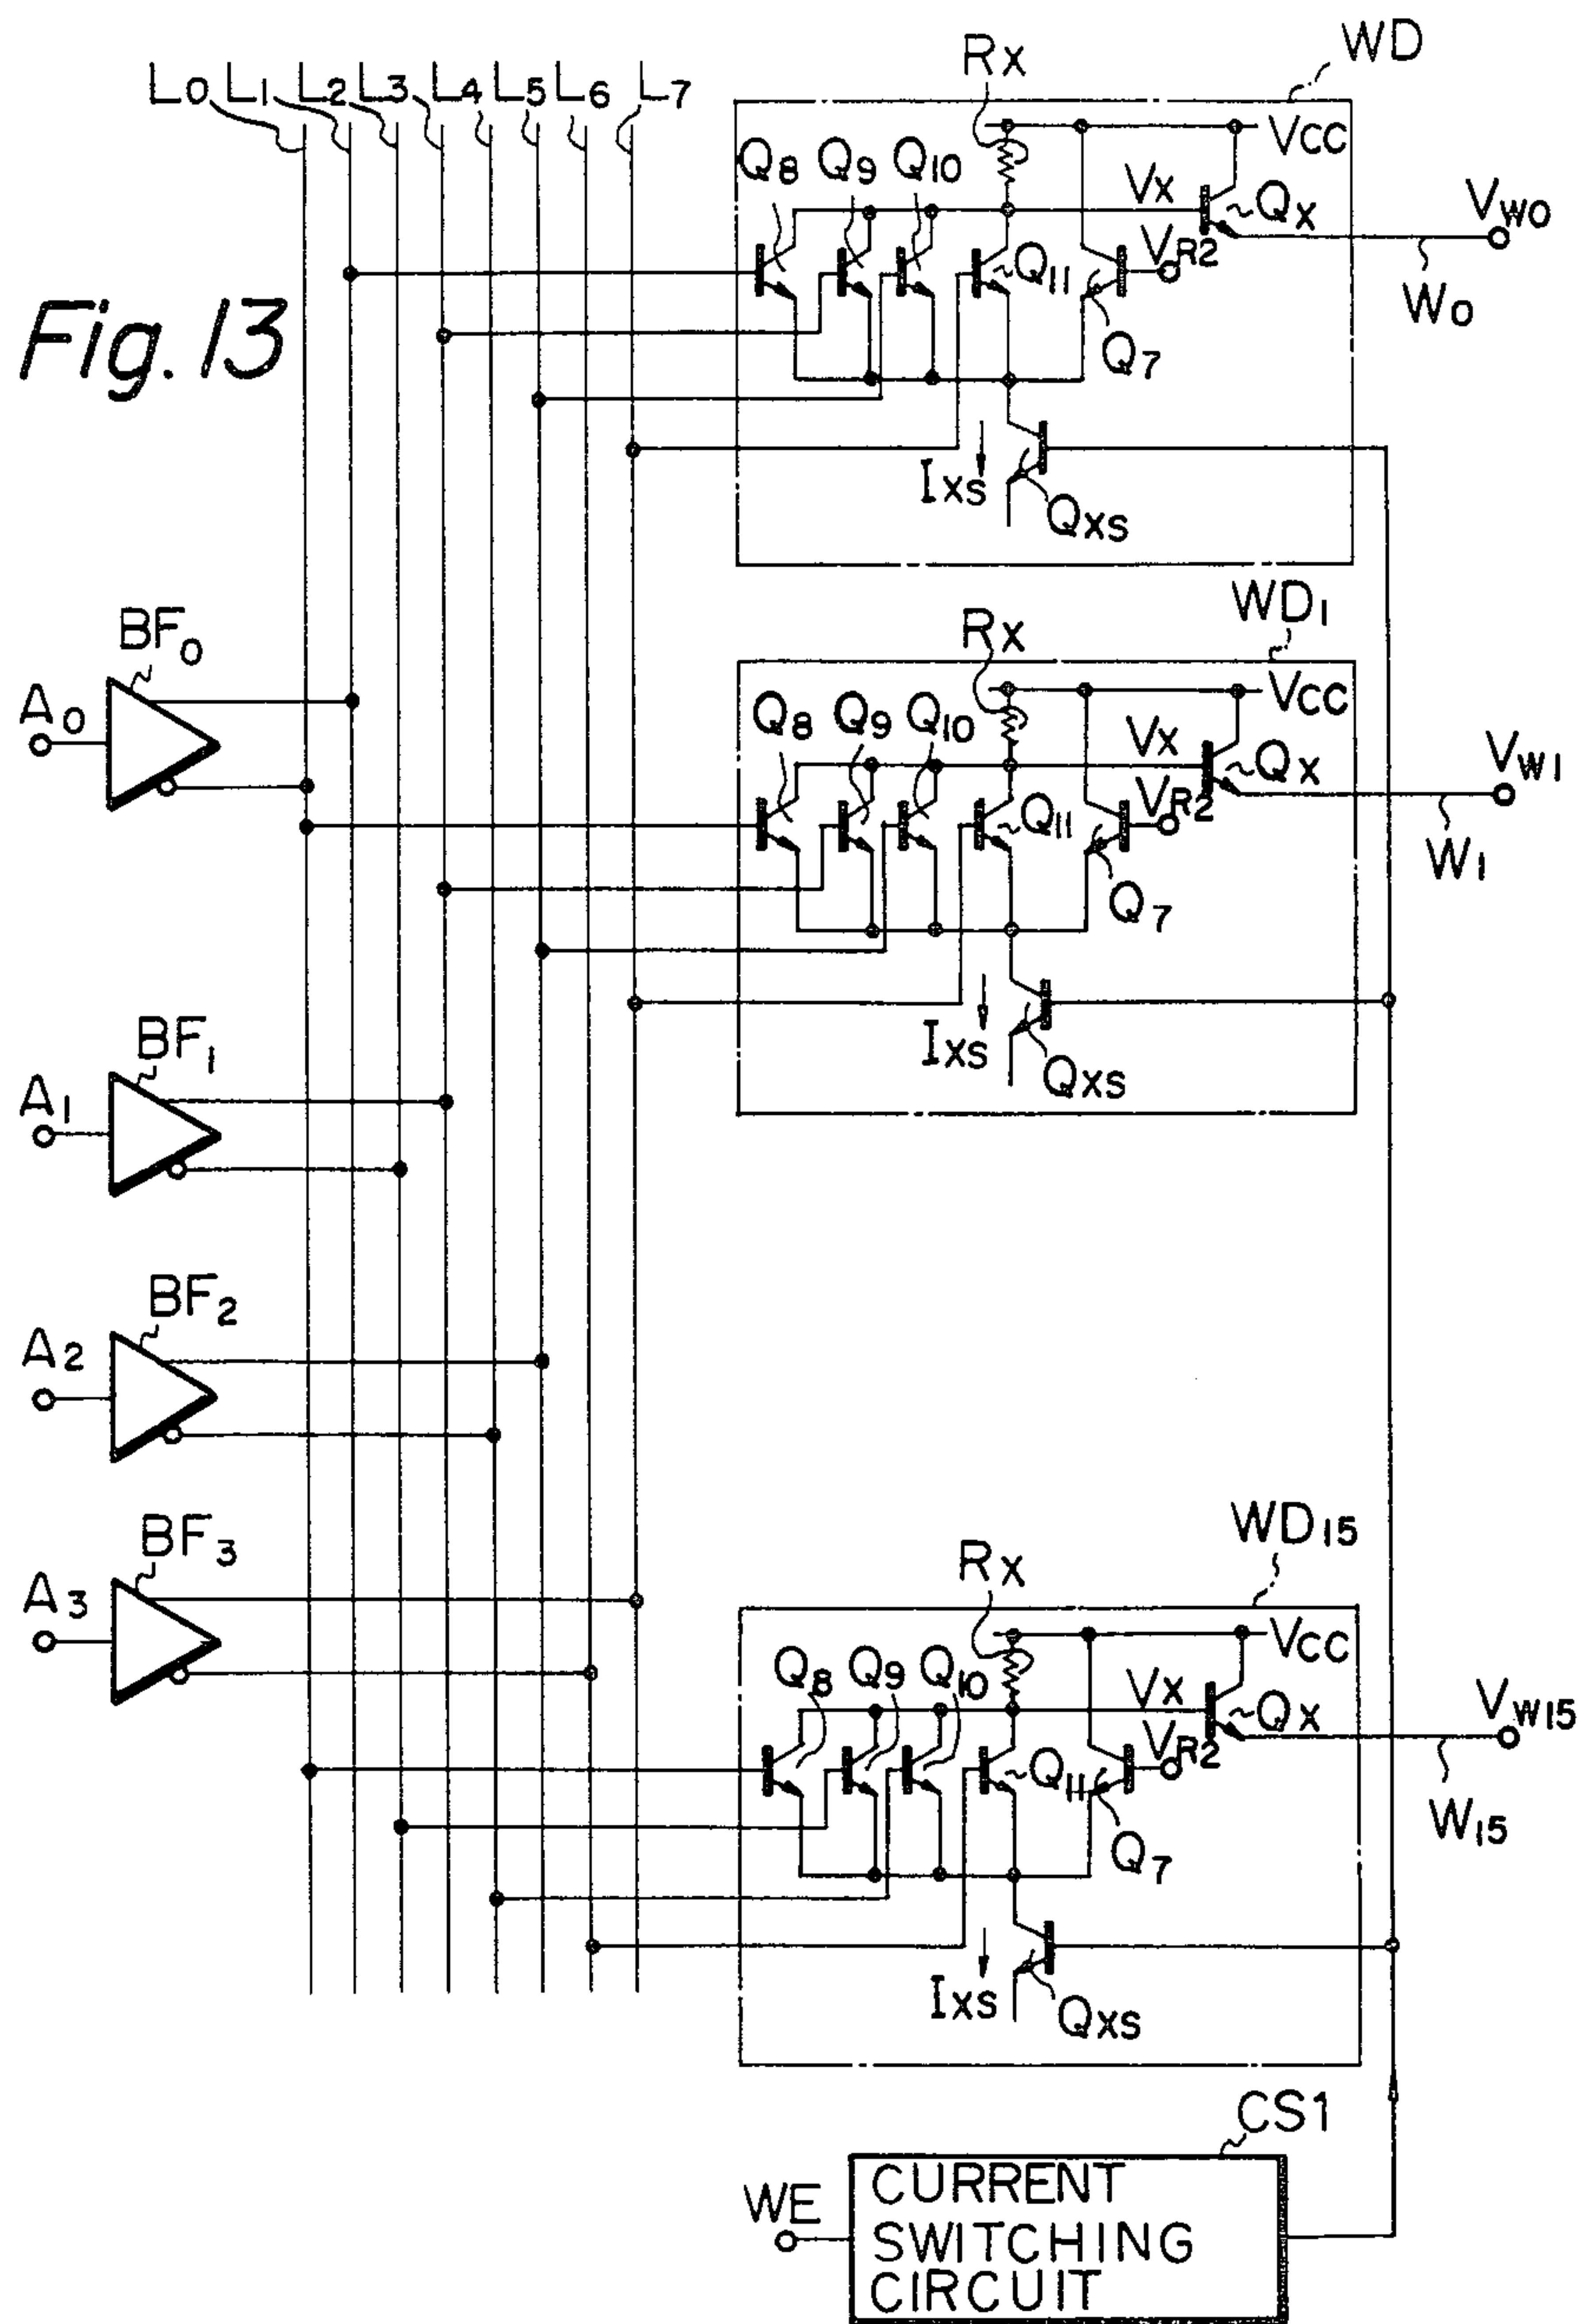 Fig. 13
L0 L1 L2 L3 L4 L5 L6 L7
RX
WD
VCC
Q8 Q9 Q10
VX
QX
VW0
Q11
VR2
W0
Q7
IXS
QXS
WD1
RX
VCC
Q8 Q9 Q10
VX
QX
VW1
Q11
VR2
W1
Q7
IXS
QXS
BF0
A0
BF1
A1
BF2
A2
BF3
A3
WD15
RX
VCC
Q8 Q9 Q10
VX
QX
VW15
Q11
VR2
W15
Q7
IXS
QXS
CS1
WE
CURRENT
SWITCHING
CIRCUIT